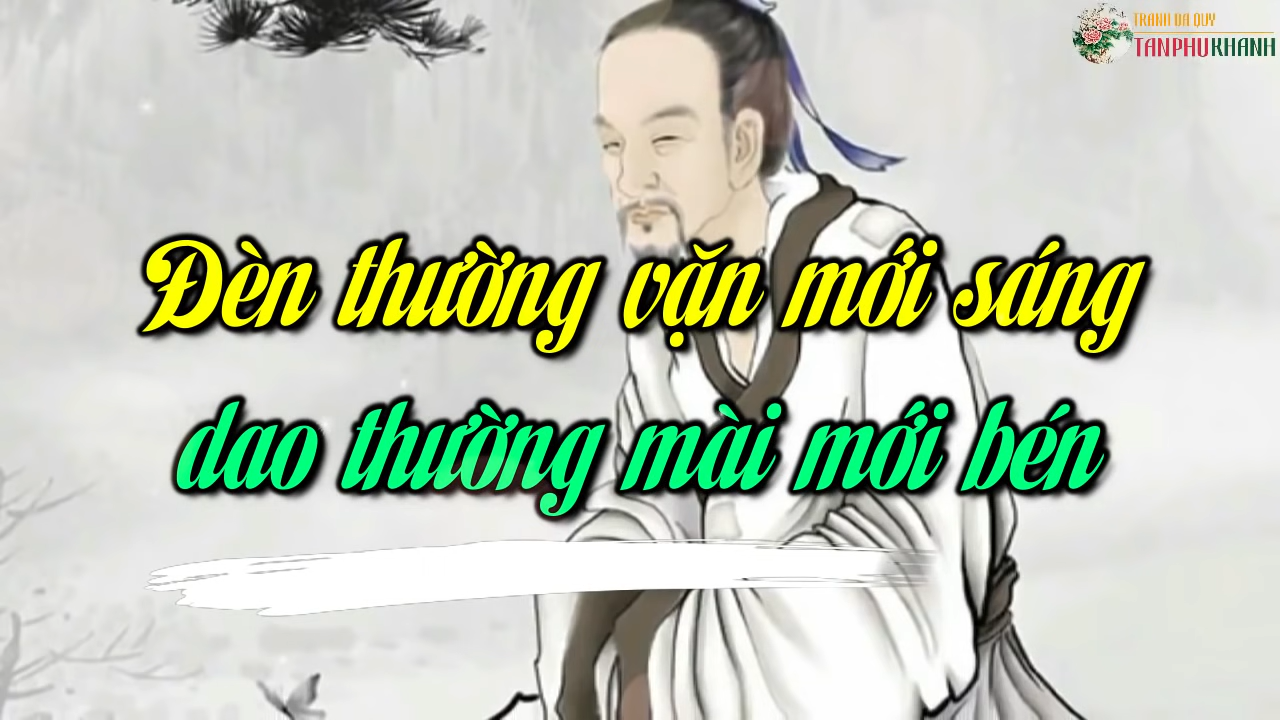 TRANH ĐÁ QUÝ
TANPHUKHANH
Đèn thường vặn mới sáng
dao thường mài mới bén